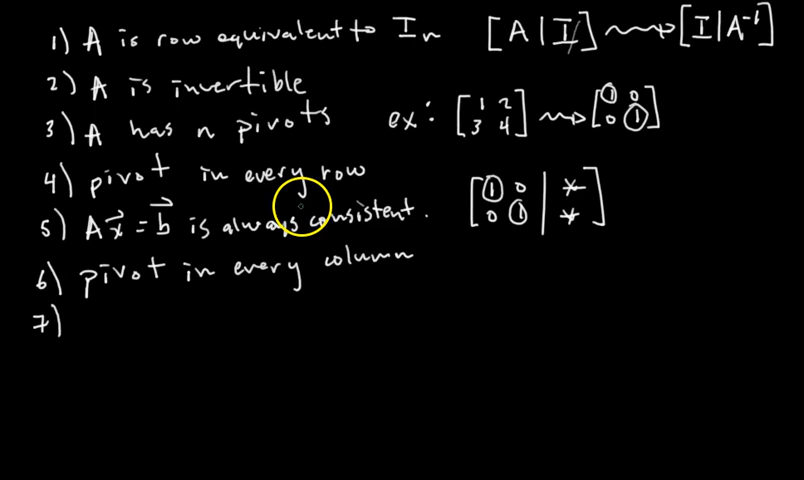 1) A is row equivalent to Iₙ [A | I] ⟿ [I | A⁻¹]
2) A is invertible
3) A has n pivots
ex: [1 2 ⟿ [1 0
3 4] 0 1]
4) pivot in every row
[1 0 | *
0 1 | *]
5) Ax⃗ = b⃗ is always consistent.
6) pivot in every column
7)